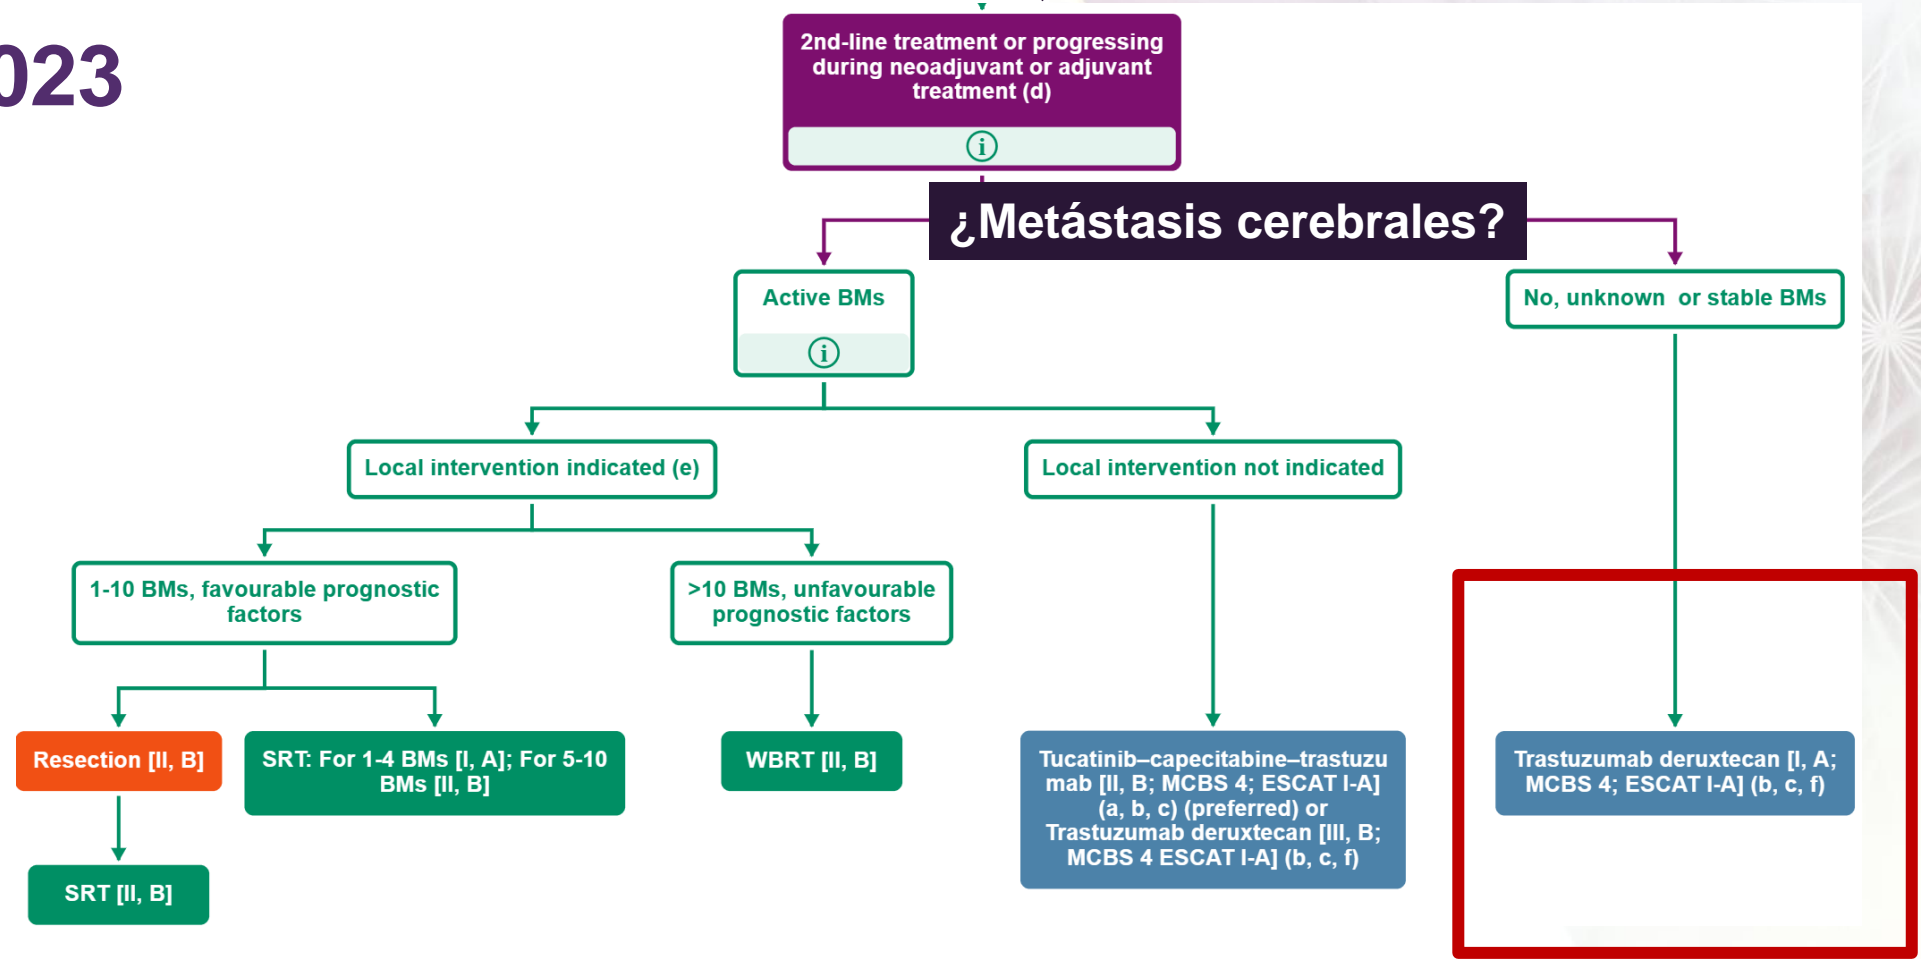 023
2nd-line treatment or progressing
during neoadjuvant or adjuvant
treatment (d)
i
¿Metástasis cerebrales?
Active BMs
i
No, unknown or stable BMs
Local intervention indicated (e)
Local intervention not indicated
1-10 BMs, favourable prognostic
factors
>10 BMs, unfavourable
prognostic factors
Resection [II, B]
SRT: For 1-4 BMs [I, A]; For 5-10
BMs [II, B]
WBRT [II, B]
Tucatinib–capecitabine–trastuzu
mab [II, B; MCBS 4; ESCAT I-A]
(a, b, c) (preferred) or
Trastuzumab deruxtecan [III, B;
MCBS 4 ESCAT I-A] (b, c, f)
Trastuzumab deruxtecan [I, A;
MCBS 4; ESCAT I-A] (b, c, f)
SRT [II, B]